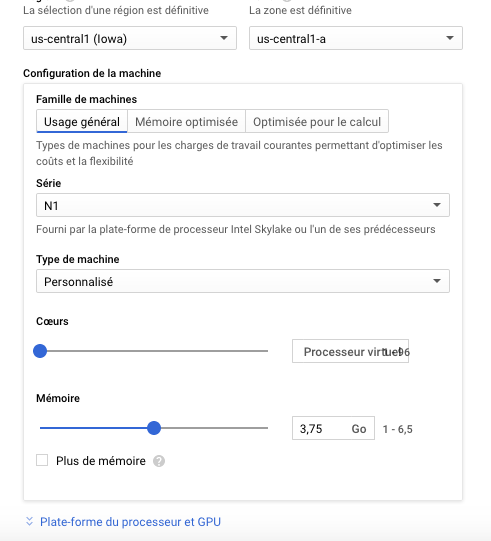 La sélection d'une région est définitive
La zone est définitive
us-central1 (Iowa)
us-central1-a
Configuration de la machine
Famille de machines
Usage général
Mémoire optimisée
Optimisée pour le calcul
Types de machines pour les charges de travail courantes permettant d'optimiser les
coûts et la flexibilité
Série
N1
Fourni par la plate-forme de processeur Intel Skylake ou l'un de ses prédécesseurs
Type de machine
Personnalisé
Cœurs
Processeur virtuel
1 - 96
Mémoire
3,75 Go
1 - 6,5
Plus de mémoire ?
Plate-forme du processeur et GPU